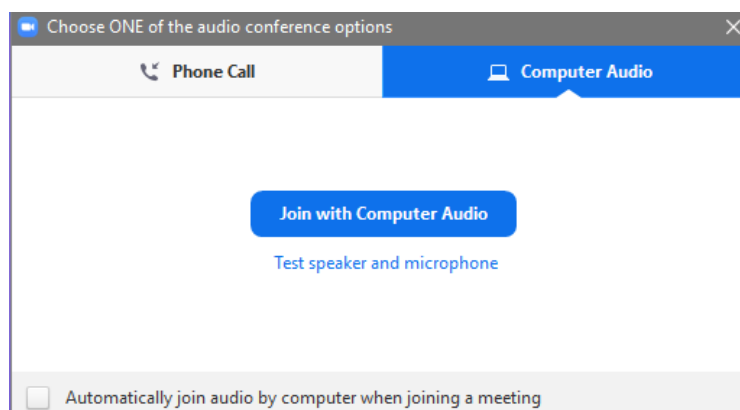 Choose ONE of the audio conference options
Phone Call
Computer Audio
Join with Computer Audio
Test speaker and microphone
Automatically join audio by computer when joining a meeting